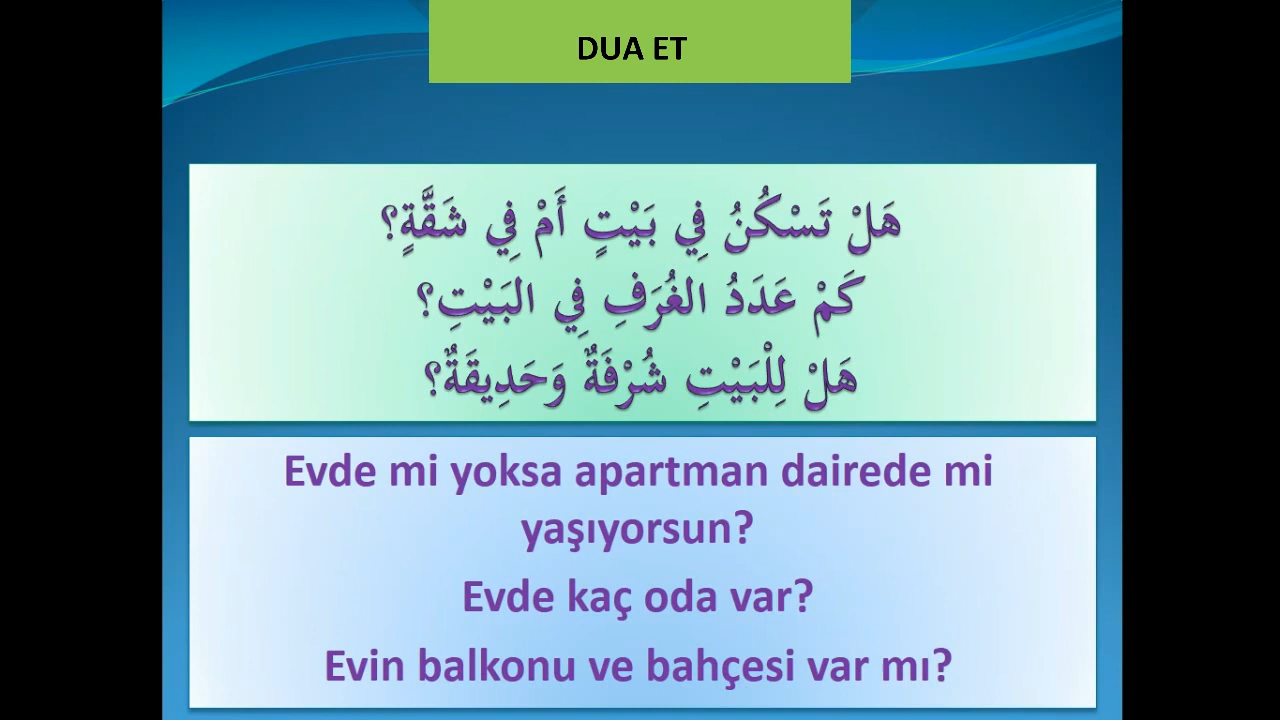 DUA ET
هَلْ تَسْكُنُ فِي بَيْتٍ أَمْ فِي شَقَّةٍ؟
كَمْ عَدَدُ الغُرَفِ فِي البَيْتِ؟
هَلْ لِلْبَيْتِ شُرْفَةٌ وَحَدِيقَةٌ؟
Evde mi yoksa apartman dairede mi
yaşıyorsun?
Evde kaç oda var?
Evin balkonu ve bahçesi var mı?